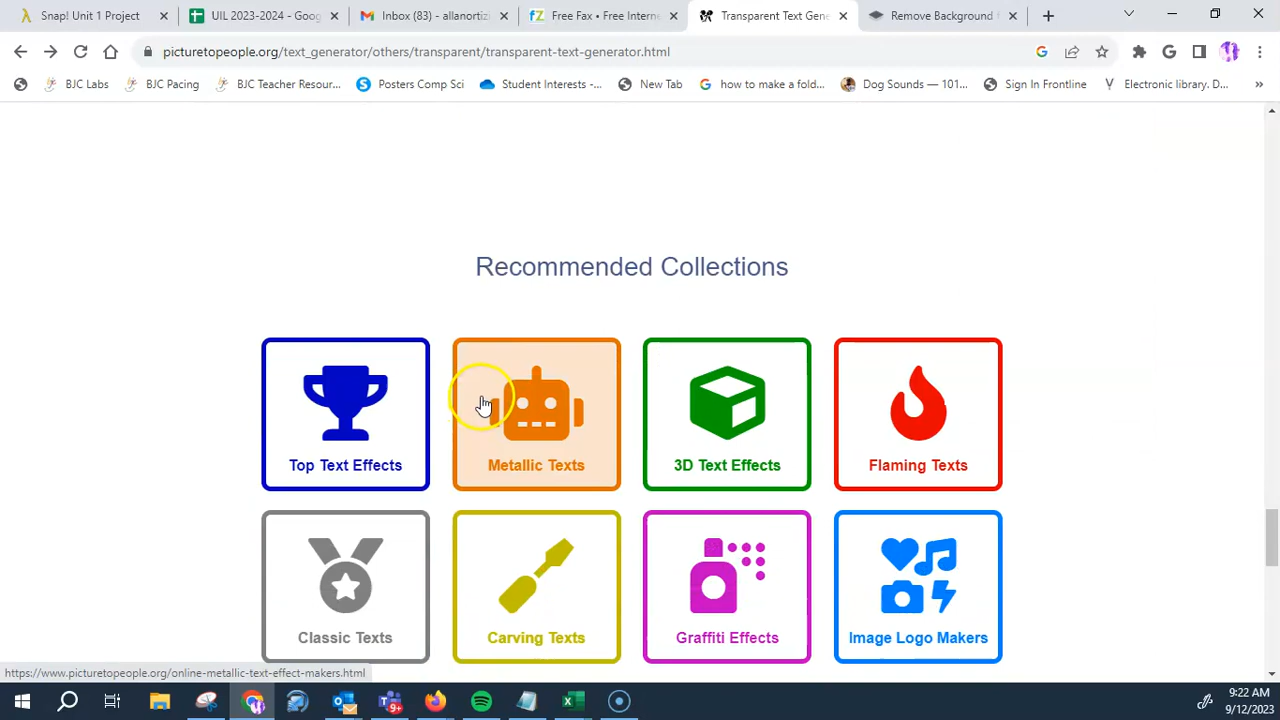 Snap! Unit 1 Project
UIL 2023-2024 - Goog
Inbox (83) - allanortizl
Free Fax • Free Interne
Transparent Text Gene
Remove Background f
picturetopeople.org/text_generator/others/transparent/transparent-text-generator.html
BJC Labs
BJC Pacing
BJC Teacher Resour...
Posters Comp Sci
Student Interests -...
New Tab
how to make a fold...
Dog Sounds — 101...
Sign In Frontline
Electronic library. D...
Recommended Collections
Top Text Effects
Metallic Texts
3D Text Effects
Flaming Texts
Classic Texts
Carving Texts
Graffiti Effects
Image Logo Makers
https://www.picturetopeople.org/online-metallic-text-effect-makers.html
9:22 AM
9/12/2023